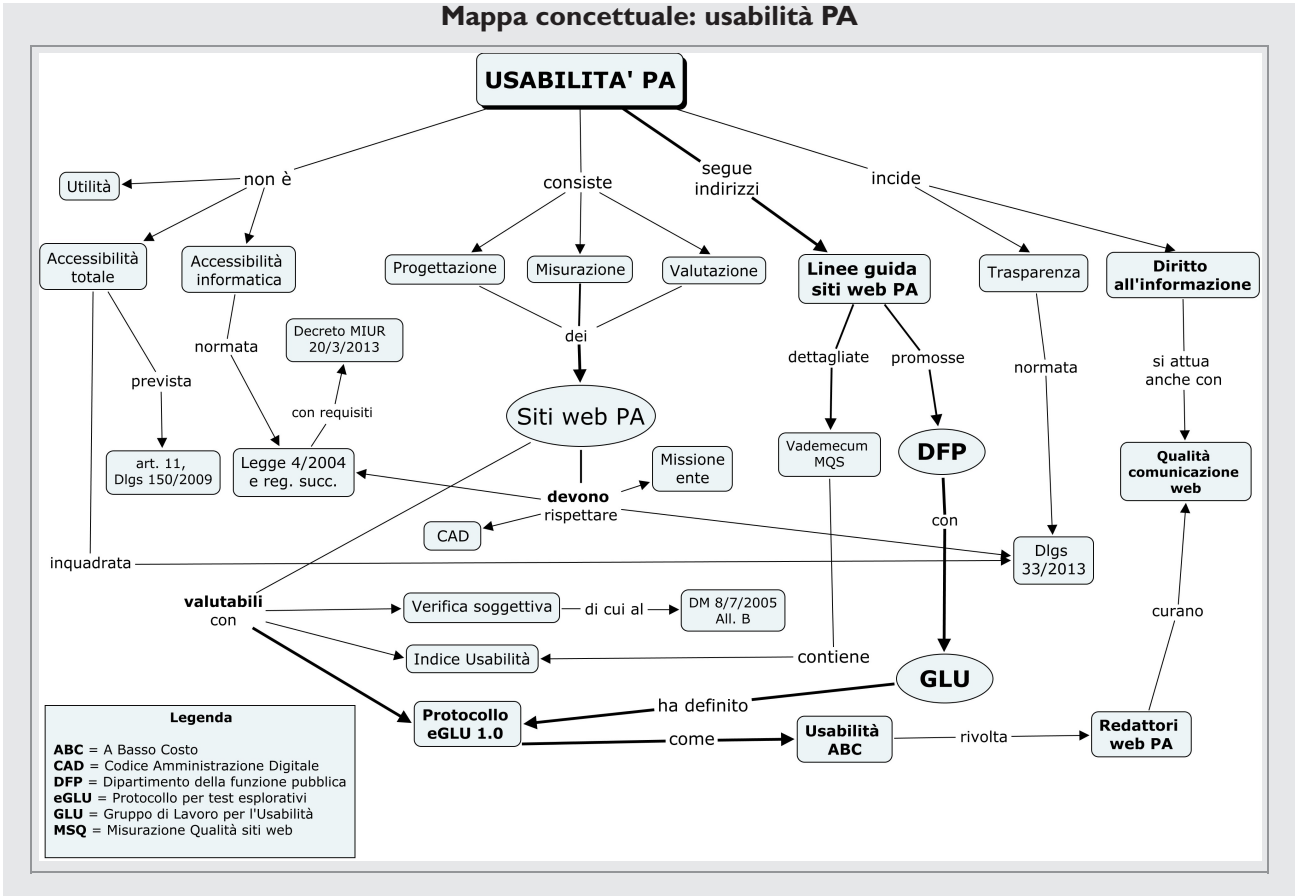 Mappa concettuale: usabilità PA
USABILITA' PA
non è
consiste
segue
indirizzi
incide
Utilità
Accessibilità
totale
Accessibilità
informatica
Progettazione
Misurazione
Valutazione
Linee guida
siti web PA
Trasparenza
Diritto
all'informazione
normata
Decreto MIUR
20/3/2013
dei
dettagliate
promosse
normata
si attua
anche con
prevista
con requisiti
Siti web PA
art. 11,
Dlgs 150/2009
Legge 4/2004
e reg. succ.
Missione
ente
Vademecum
MQS
DFP
Qualità
comunicazione
web
devono
rispettare
CAD
con
inquadrata
Dlgs
33/2013
valutabili
con
Verifica soggettiva
di cui al
DM 8/7/2005
All. B
curano
Indice Usabilità
contiene
GLU
Protocollo
eGLU 1.0
ha definito
come
Usabilità
ABC
rivolta
Redattori
web PA
Legenda
ABC = A Basso Costo
CAD = Codice Amministrazione Digitale
DFP = Dipartimento della funzione pubblica
eGLU = Protocollo per test esplorativi
GLU = Gruppo di Lavoro per l'Usabilità
MSQ = Misurazione Qualità siti web